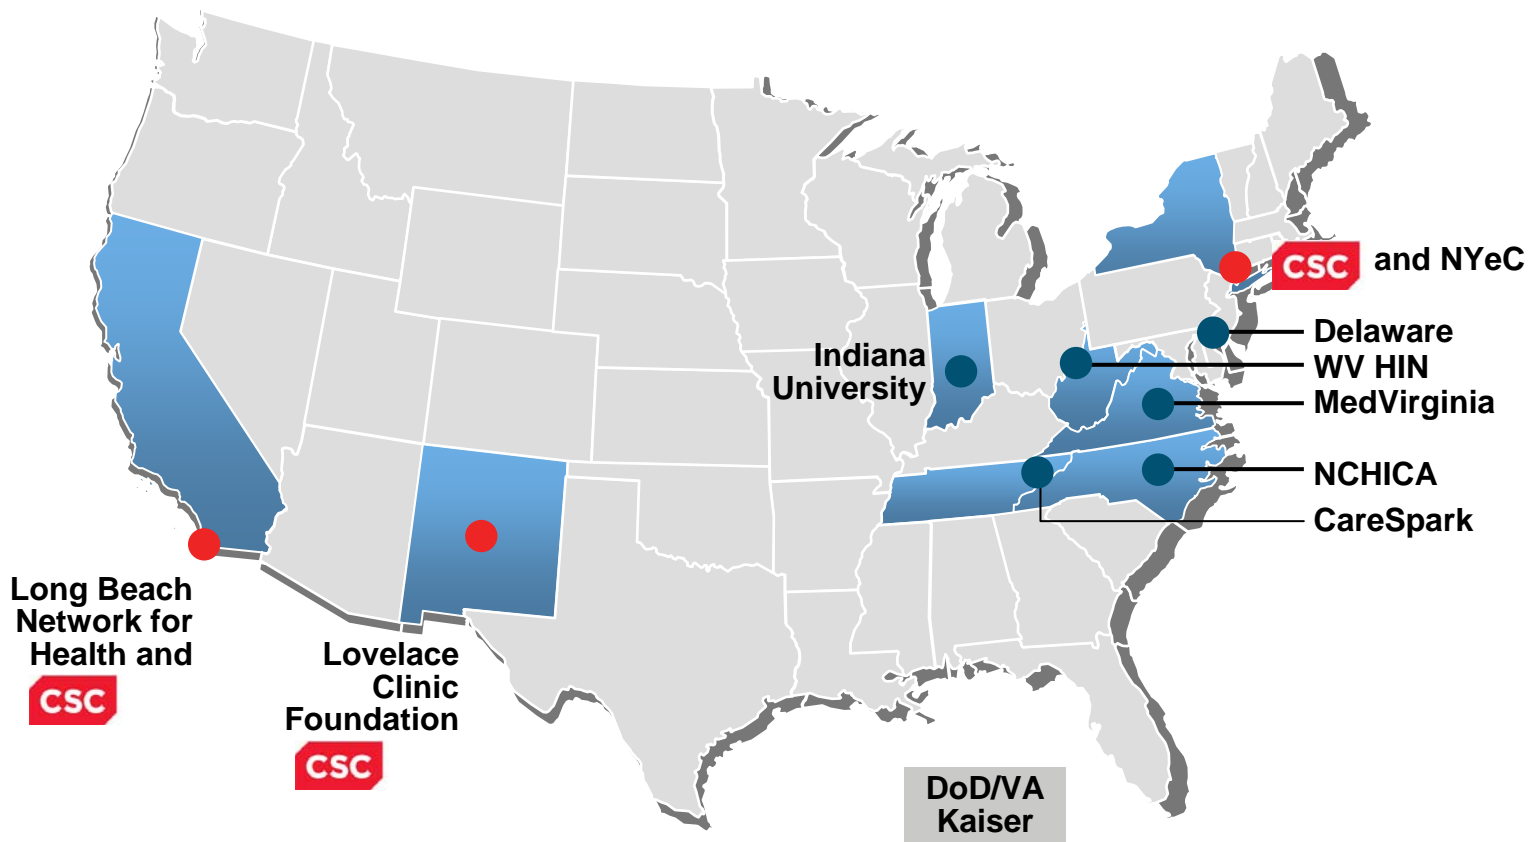 CSC and NYeC
Delaware
WV HIN
MedVirginia
NCHICA
CareSpark
Indiana
University
Long Beach
Network for
Health and
CSC
Lovelace
Clinic
Foundation
CSC
DoD/VA
Kaiser